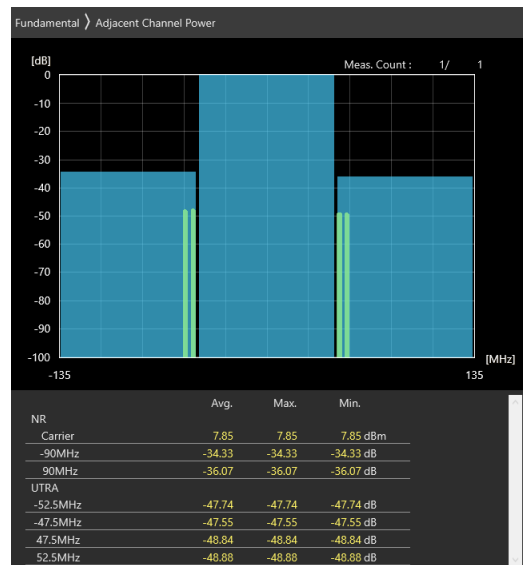 Fundamental 〉 Adjacent Channel Power
[dB]
Meas. Count : 1/ 1
0
-10
-20
-30
-40
-50
-60
-70
-80
-90
-100
[MHz]
-135 135
Avg. Max. Min.
NR
Carrier 7.85 7.85 7.85 dBm
-90MHz -34.33 -34.33 -34.33 dB
90MHz -36.07 -36.07 -36.07 dB
UTRA
-52.5MHz -47.74 -47.74 -47.74 dB
-47.5MHz -47.55 -47.55 -47.55 dB
47.5MHz -48.84 -48.84 -48.84 dB
52.5MHz -48.88 -48.88 -48.88 dB